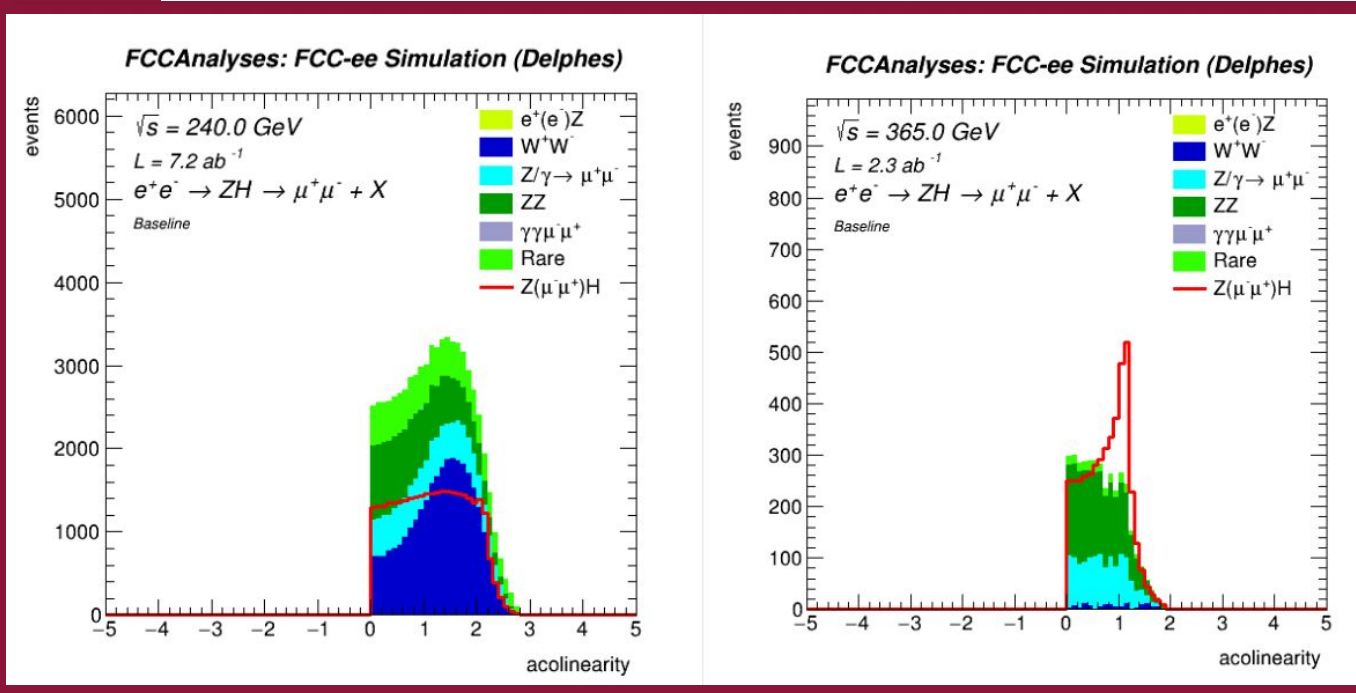 FCCAnalyses: FCC-ee Simulation (Delphes)
events
√s = 240.0 GeV
L = 7.2 ab⁻¹
e⁺e⁻ → ZH → μ⁺μ⁻ + X
Baseline
e⁺(e⁻)Z
W⁺W⁻
Z/γ→ μ⁺μ⁻
ZZ
γγμ⁻μ⁺
Rare
Z(μ⁻μ⁺)H
6000
5000
4000
3000
2000
1000
0
−5 −4 −3 −2 −1 0 1 2 3 4 5
acolinearity
FCCAnalyses: FCC-ee Simulation (Delphes)
events
√s = 365.0 GeV
L = 2.3 ab⁻¹
e⁺e⁻ → ZH → μ⁺μ⁻ + X
Baseline
e⁺(e⁻)Z
W⁺W⁻
Z/γ→ μ⁺μ⁻
ZZ
γγμ⁻μ⁺
Rare
Z(μ⁻μ⁺)H
900
800
700
600
500
400
300
200
100
0
−5 −4 −3 −2 −1 0 1 2 3 4 5
acolinearity